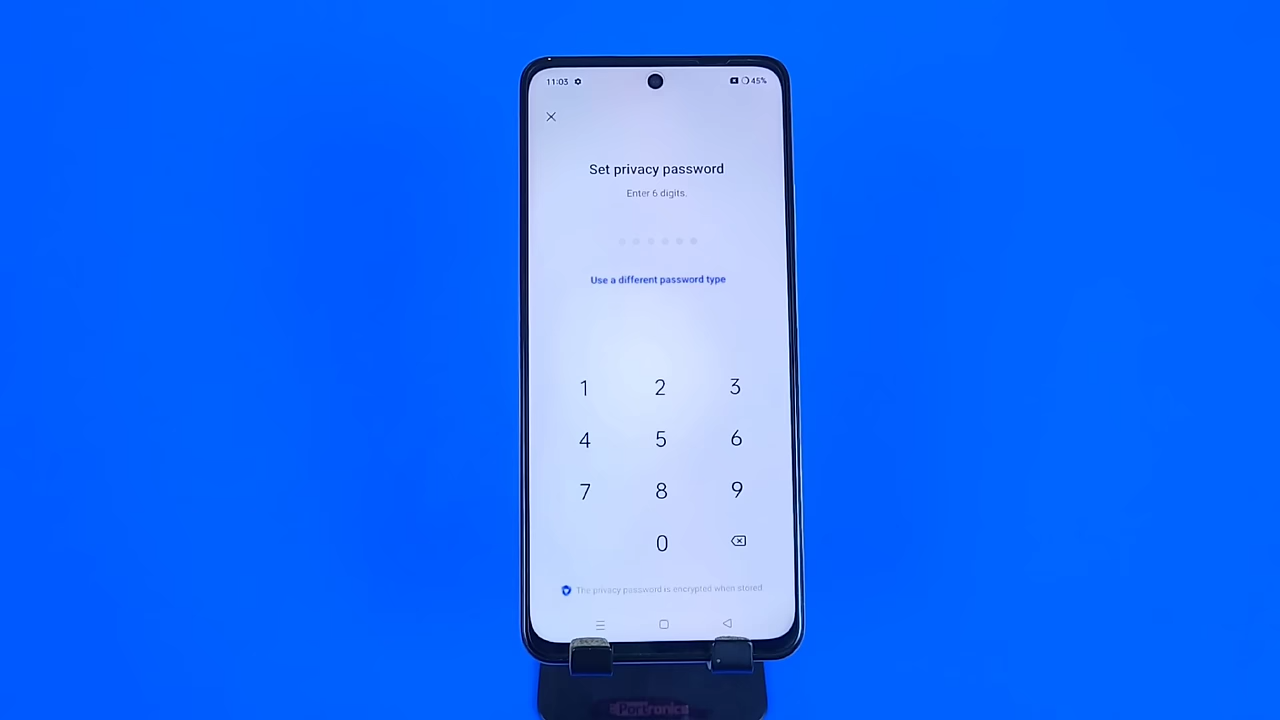 11:03 45%
Set privacy password
Enter 6 digits.
Use a different password type
1 2 3
4 5 6
7 8 9
0
The privacy password is encrypted when stored
Portronics